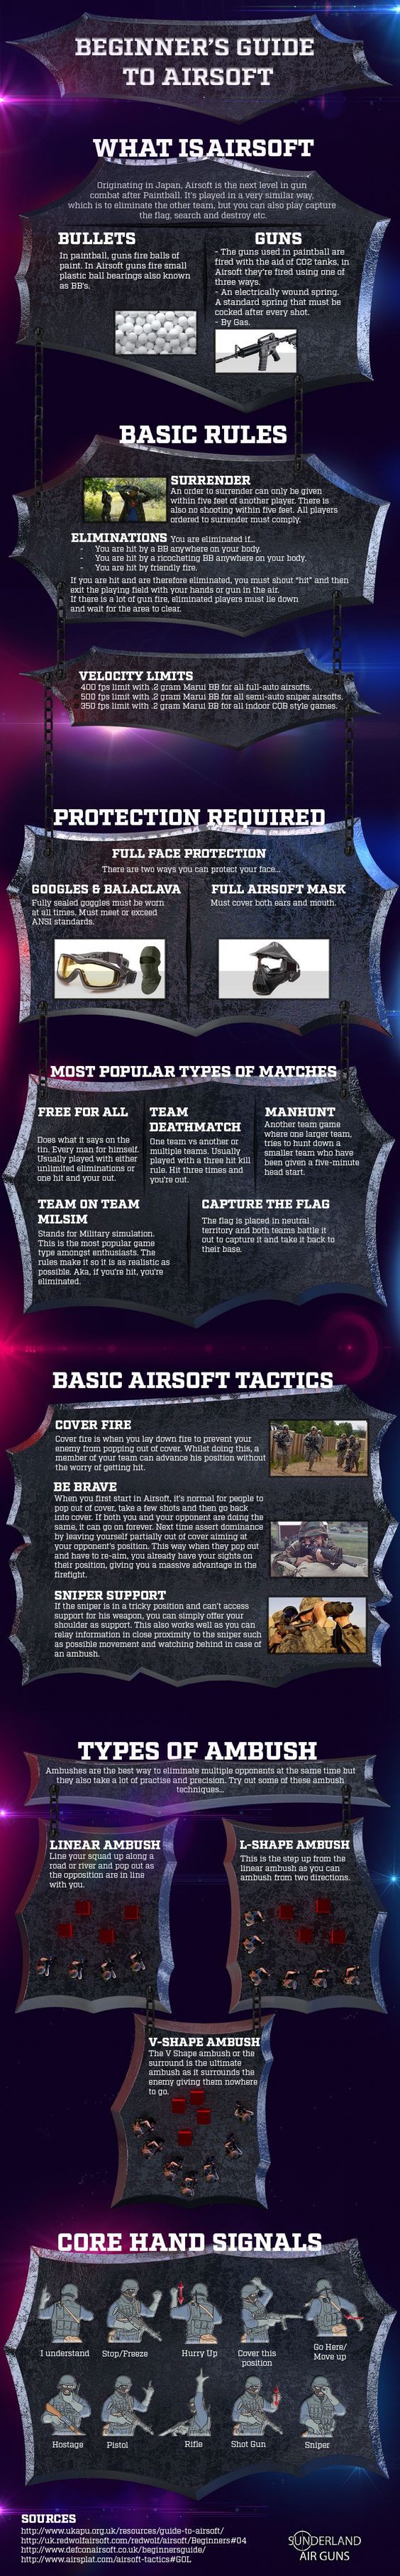 BEGINNER'S GUIDE
TO AIRSOFT
WHAT IS AIRSOFT
Originating in Japan, Airsoft is the next level in gun
combat after Paintball. It's played in a very similar way,
which is to eliminate the other team, but you can also play capture
the flag, search and destroy etc.
BULLETS
In paintball, guns fire balls of
paint. In Airsoft guns fire small
plastic ball bearings also known
as BB's.
GUNS
- The guns used in paintball are
fired with the aid of CO2 tanks, in
Airsoft they're fired using one of
three ways.
- An electrically wound spring.
A standard spring that must be
cocked after every shot.
- By Gas.
BASIC RULES
SURRENDER
An order to surrender can only be given
within five feet of another player. There is
also no shooting within five feet. All players
ordered to surrender must comply.
ELIMINATIONS You are eliminated if...
- You are hit by a BB anywhere on your body.
- You are hit by a ricocheting BB anywhere on your body.
- You are hit by friendly fire.
If you are hit and are therefore eliminated, you must shout "hit" and then
exit the playing field with your hands or gun in the air.
If there is a lot of gun fire, eliminated players must lie down
and wait for the area to clear.
VELOCITY LIMITS
400 fps limit with .2 gram Marui BB for all full-auto airsofts.
500 fps limit with .2 gram Marui BB for all semi-auto sniper airsofts.
350 fps limit with .2 gram Marui BB for all indoor CQB style games.
PROTECTION REQUIRED
FULL FACE PROTECTION
There are two ways you can protect your face...
GOOGLES & BALACLAVA
Fully sealed goggles must be worn
at all times. Must meet or exceed
ANSI standards.
FULL AIRSOFT MASK
Must cover both ears and mouth.
MOST POPULAR TYPES OF MATCHES
FREE FOR ALL
Does what it says on the
tin. Every man for himself.
Usually played with either
unlimited eliminations or
one hit and your out.
TEAM
DEATHMATCH
One team vs another or
multiple teams. Usually
played with a three hit kill
rule. Hit three times and
you're out.
MANHUNT
Another team game
where one larger team,
tries to hunt down a
smaller team who have
been given a five-minute
head start.
TEAM ON TEAM
MILSIM
Stands for Military simulation.
This is the most popular game
type amongst enthusiasts. The
rules make it so it is as realistic as
possible. Aka, if you're hit, you're
eliminated.
CAPTURE THE FLAG
The flag is placed in neutral
territory and both teams battle it
out to capture it and take it back to
their base.
BASIC AIRSOFT TACTICS
COVER FIRE
Cover fire is when you lay down fire to prevent your
enemy from popping out of cover. Whilst doing this, a
member of your team can advance his position without
the worry of getting hit.
BE BRAVE
When you first start in Airsoft, it's normal for people to
pop out of cover, take a few shots and then go back
into cover. If both you and your opponent are doing the
same, it can go on forever. Next time assert dominance
by leaving yourself partially out of cover aiming at
your opponent's position. This way when they pop out
and have to re-aim, you already have your sights on
their position, giving you a massive advantage in the
firefight.
SNIPER SUPPORT
If the sniper is in a tricky position and can't access
support for his weapon, you can simply offer your
shoulder as support. This also works well as you can
relay information in close proximity to the sniper such
as possible movement and watching behind in case of
an ambush.
TYPES OF AMBUSH
Ambushes are the best way to eliminate multiple opponents at the same time but
they also take a lot of practise and precision. Try out some of these ambush
techniques...
LINEAR AMBUSH
Line your squad up along a
road or river and pop out as
the opposition are in line
with you.
L-SHAPE AMBUSH
This is the step up from the
linear ambush as you can
ambush from two directions.
V-SHAPE AMBUSH
The V Shape ambush or the
surround is the ultimate
ambush as it surrounds the
enemy giving them nowhere
to go.
CORE HAND SIGNALS
I understand
Stop/Freeze
Hurry Up
Cover this
position
Go Here/
Move up
Hostage
Pistol
Rifle
Shot Gun
Sniper
SOURCES
http://www.ukapu.org.uk/resources/guide-to-airsoft/
http://uk.redwolfairsoft.com/redwolf/airsoft/Beginners#04
http://www.defconairsoft.co.uk/beginnersguide/
http://www.airsplat.com/airsoft-tactics#GOL
SUNDERLAND
AIR GUNS